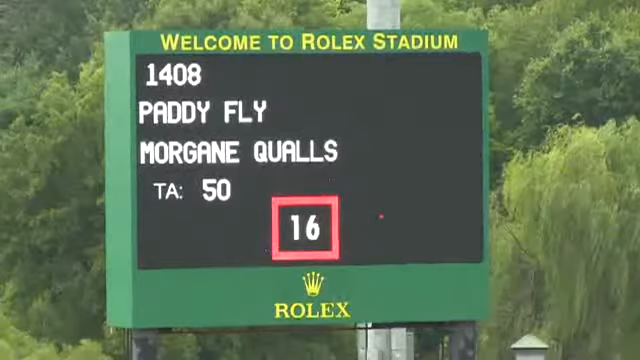 WELCOME TO ROLEX STADIUM
1408
PADDY FLY
MORGANE QUALLS
TA: 50
16
ROLEX